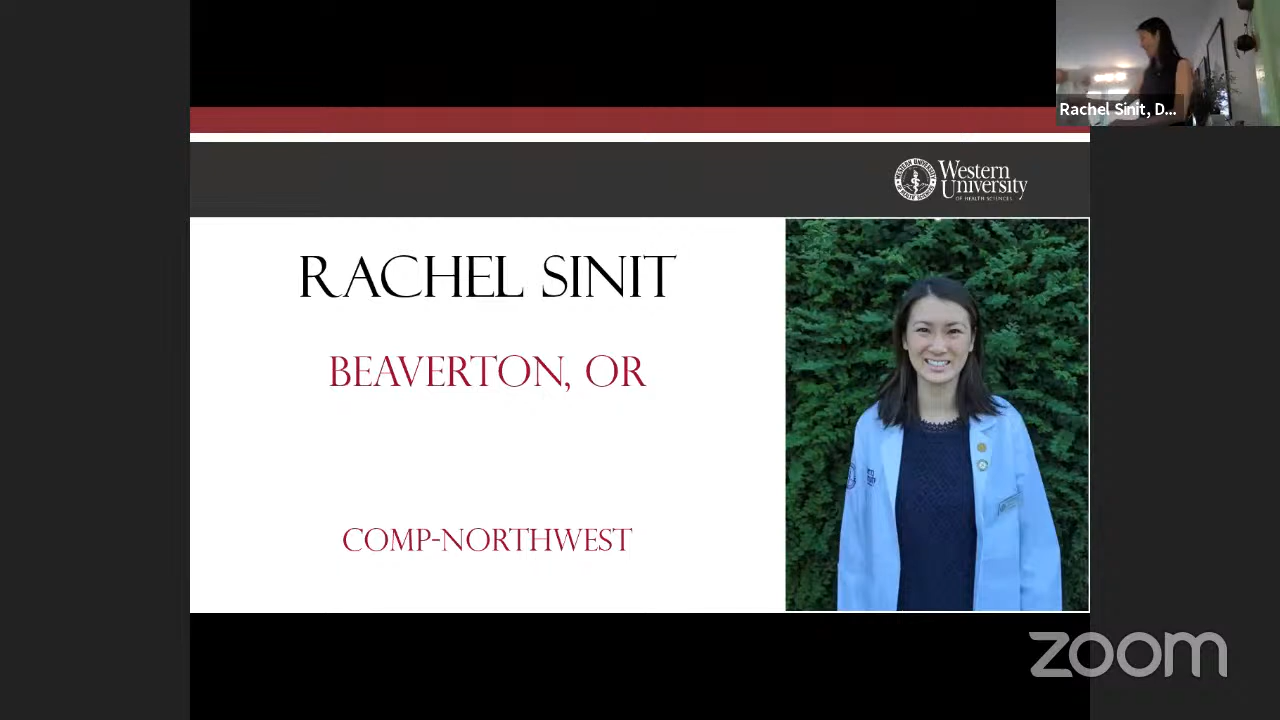 Rachel Sinit, D...
Western
University
OF HEALTH SCIENCES
RACHEL SINIT
BEAVERTON, OR
COMP-NORTHWEST
zoom